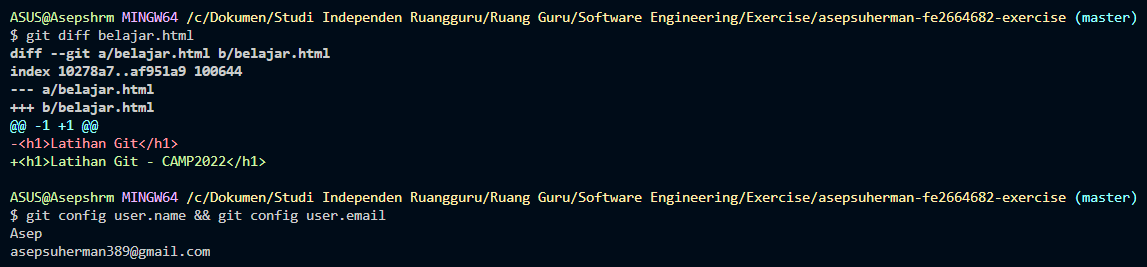 ASUS@Asepshrm MINGW64 /c/Dokumen/Studi Independen Ruangguru/Ruang Guru/Software Engineering/Exercise/asepsuherman-fe2664682-exercise (master)
$ git diff belajar.html
diff --git a/belajar.html b/belajar.html
index 10278a7..af951a9 100644
--- a/belajar.html
+++ b/belajar.html
@@ -1 +1 @@
-<h1>Latihan Git</h1>
+<h1>Latihan Git - CAMP2022</h1>
ASUS@Asepshrm MINGW64 /c/Dokumen/Studi Independen Ruangguru/Ruang Guru/Software Engineering/Exercise/asepsuherman-fe2664682-exercise (master)
$ git config user.name && git config user.email
Asep
asepsuherman389@gmail.com